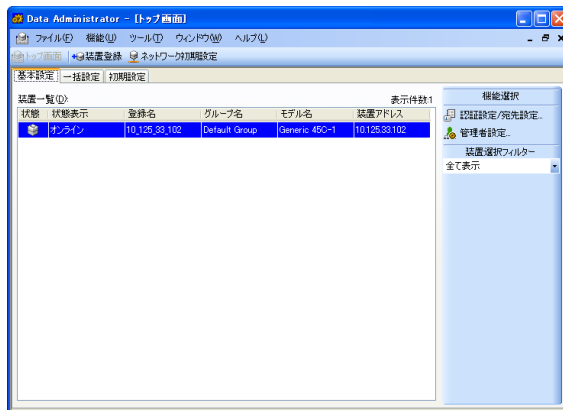 Data Administrator - [トップ画面]
ファイル(F) 機能(U) ツール(T) ウィンドウ(W) ヘルプ(L)
トップ画面 装置登録 ネットワーク初期設定
基本設定 一括設定 初期設定
装置一覧(D): 表示件数:1
状態 状態表示 登録名 グループ名 モデル名 装置アドレス
オンライン 10_125_33_102 Default Group Generic 45C-1 10.125.33.102
機能選択
認証設定/宛先設定..
管理者設定..
装置選択フィルター
全て表示